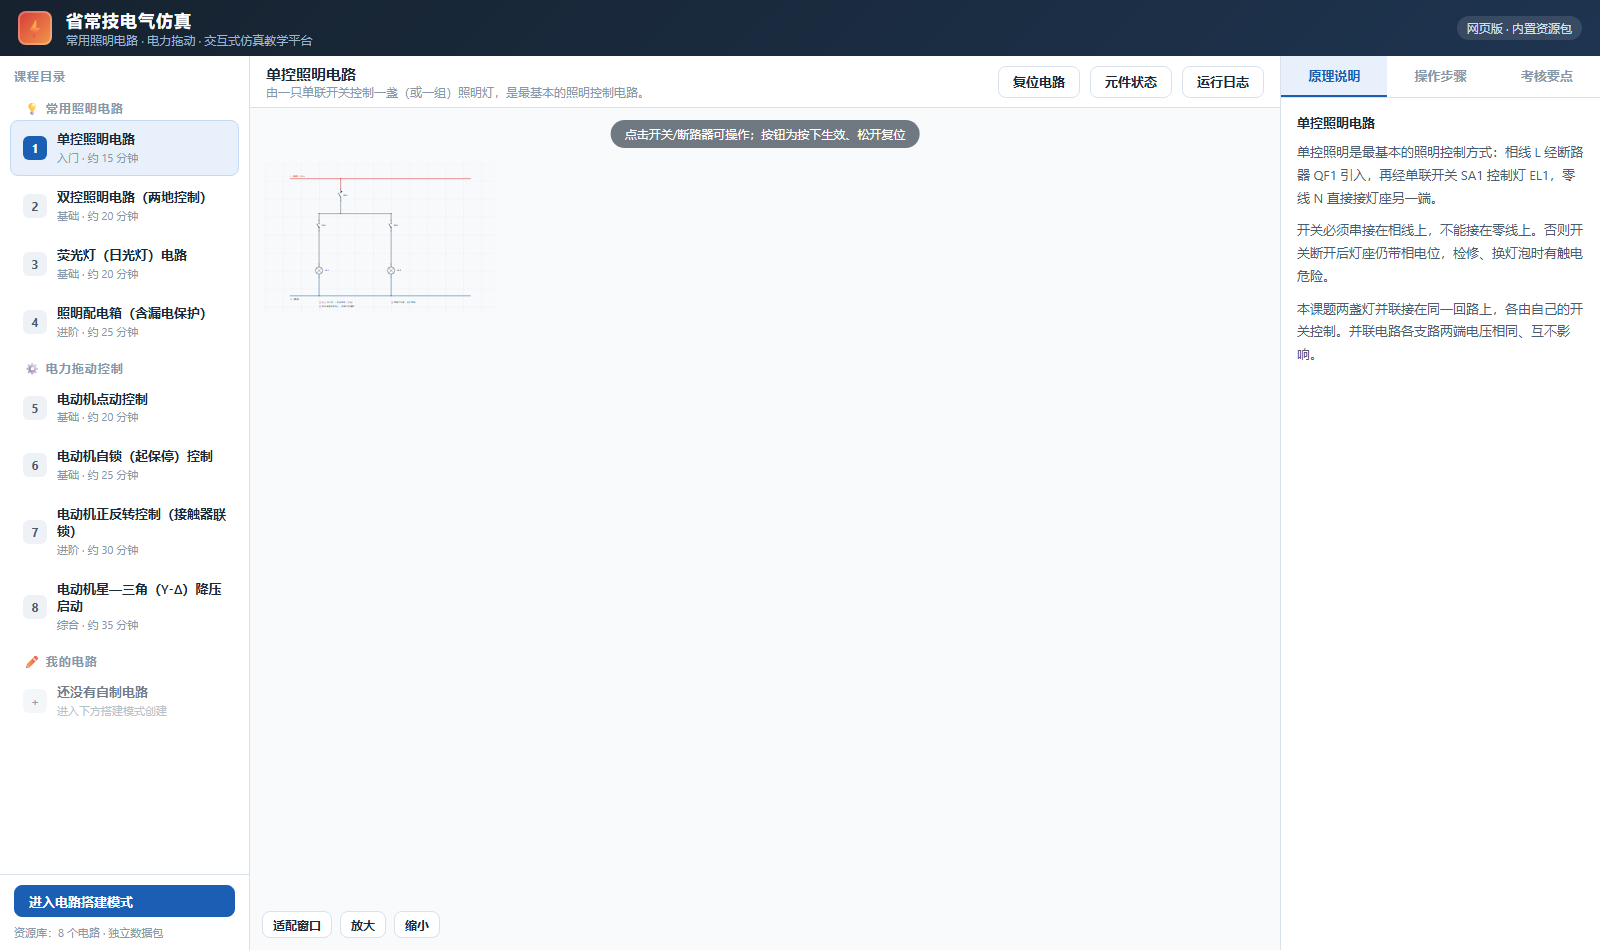 省常技电气仿真
常用照明电路 · 电力拖动 · 交互式仿真教学平台
网页版 · 内置资源包
课程目录
常用照明电路
1
单控照明电路
入门 · 约 15 分钟
2
双控照明电路（两地控制）
基础 · 约 20 分钟
3
荧光灯（日光灯）电路
基础 · 约 20 分钟
4
照明配电箱（含漏电保护）
进阶 · 约 25 分钟
电力拖动控制
5
电动机点动控制
基础 · 约 20 分钟
6
电动机自锁（起保停）控制
基础 · 约 25 分钟
7
电动机正反转控制（接触器联
锁）
进阶 · 约 30 分钟
8
电动机星—三角（Y-Δ）降压
启动
综合 · 约 35 分钟
我的电路
+
还没有自制电路
进入下方搭建模式创建
进入电路搭建模式
资源库：8 个电路 · 独立数据包
单控照明电路
由一只单联开关控制一盏（或一组）照明灯，是最基本的照明控制电路。
复位电路
元件状态
运行日志
点击开关/断路器可操作；按钮为按下生效、松开复位
适配窗口
放大
缩小
原理说明
操作步骤
考核要点
单控照明电路
单控照明是最基本的照明控制方式：相线 L 经断路
器 QF1 引入，再经单联开关 SA1 控制灯 EL1，零
线 N 直接接灯座另一端。
开关必须串接在相线上，不能接在零线上。否则开
关断开后灯座仍带相电位，检修、换灯泡时有触电
危险。
本课题两盏灯并联接在同一回路上，各由自己的开
关控制。并联电路各支路两端电压相同、互不影
响。